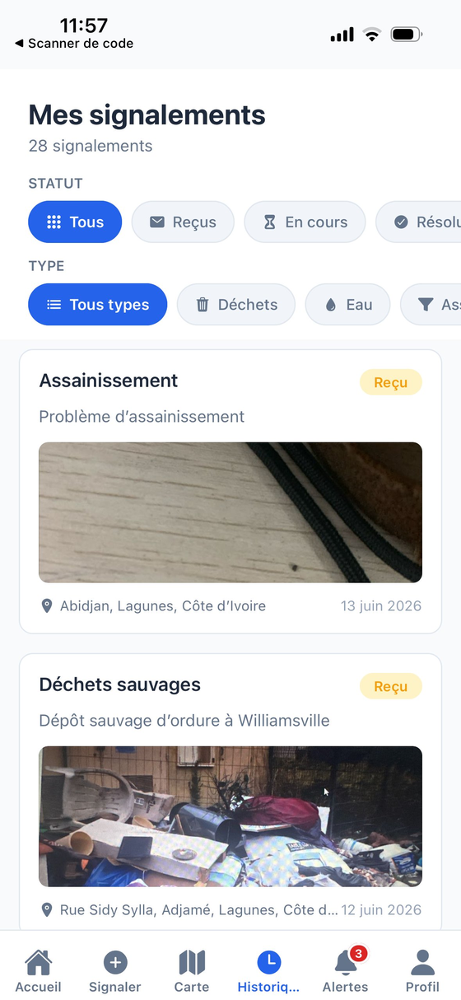 11:57
◀ Scanner de code
Mes signalements
28 signalements
STATUT
Tous
Reçus
En cours
Résolu
TYPE
Tous types
Déchets
Eau
Ass
Assainissement
Reçu
Problème d’assainissement
Abidjan, Lagunes, Côte d’Ivoire
13 juin 2026
Déchets sauvages
Reçu
Dépôt sauvage d’ordure à Williamsville
Rue Sidy Sylla, Adjamé, Lagunes, Côte d...
12 juin 2026
3
Accueil
Signaler
Carte
Historiq...
Alertes
Profil